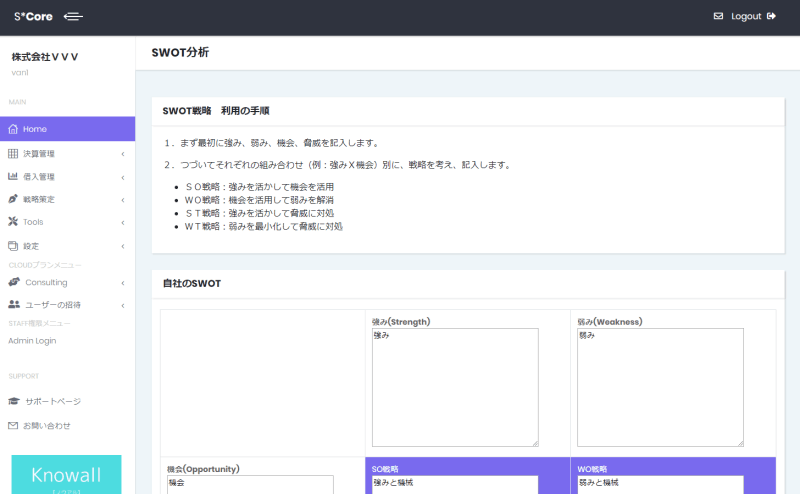 S*Core
Logout
株式会社ＶＶＶ
vanl
MAIN
Home
決算管理
借入管理
戦略策定
Tools
設定
CLOUDプランメニュー
Consulting
ユーザーの招待
STAFF権限メニュー
Admin Login
SUPPORT
サポートページ
お問い合わせ
Knowall
SWOT分析
SWOT戦略　利用の手順
１．まず最初に強み、弱み、機会、脅威を記入します。
２．つづいてそれぞれの組み合わせ（例：強みＸ機会）別に、戦略を考え、記入します。
ＳＯ戦略：強みを活かして機会を活用
ＷＯ戦略：機会を活用して弱みを解消
ＳＴ戦略：強みを活かして脅威に対処
ＷＴ戦略：弱みを最小化して脅威に対処
自社のSWOT
強み(Strength)
強み
弱み(Weakness)
弱み
機会(Opportunity)
機会
SO戦略
強みと機械
WO戦略
弱みと機械